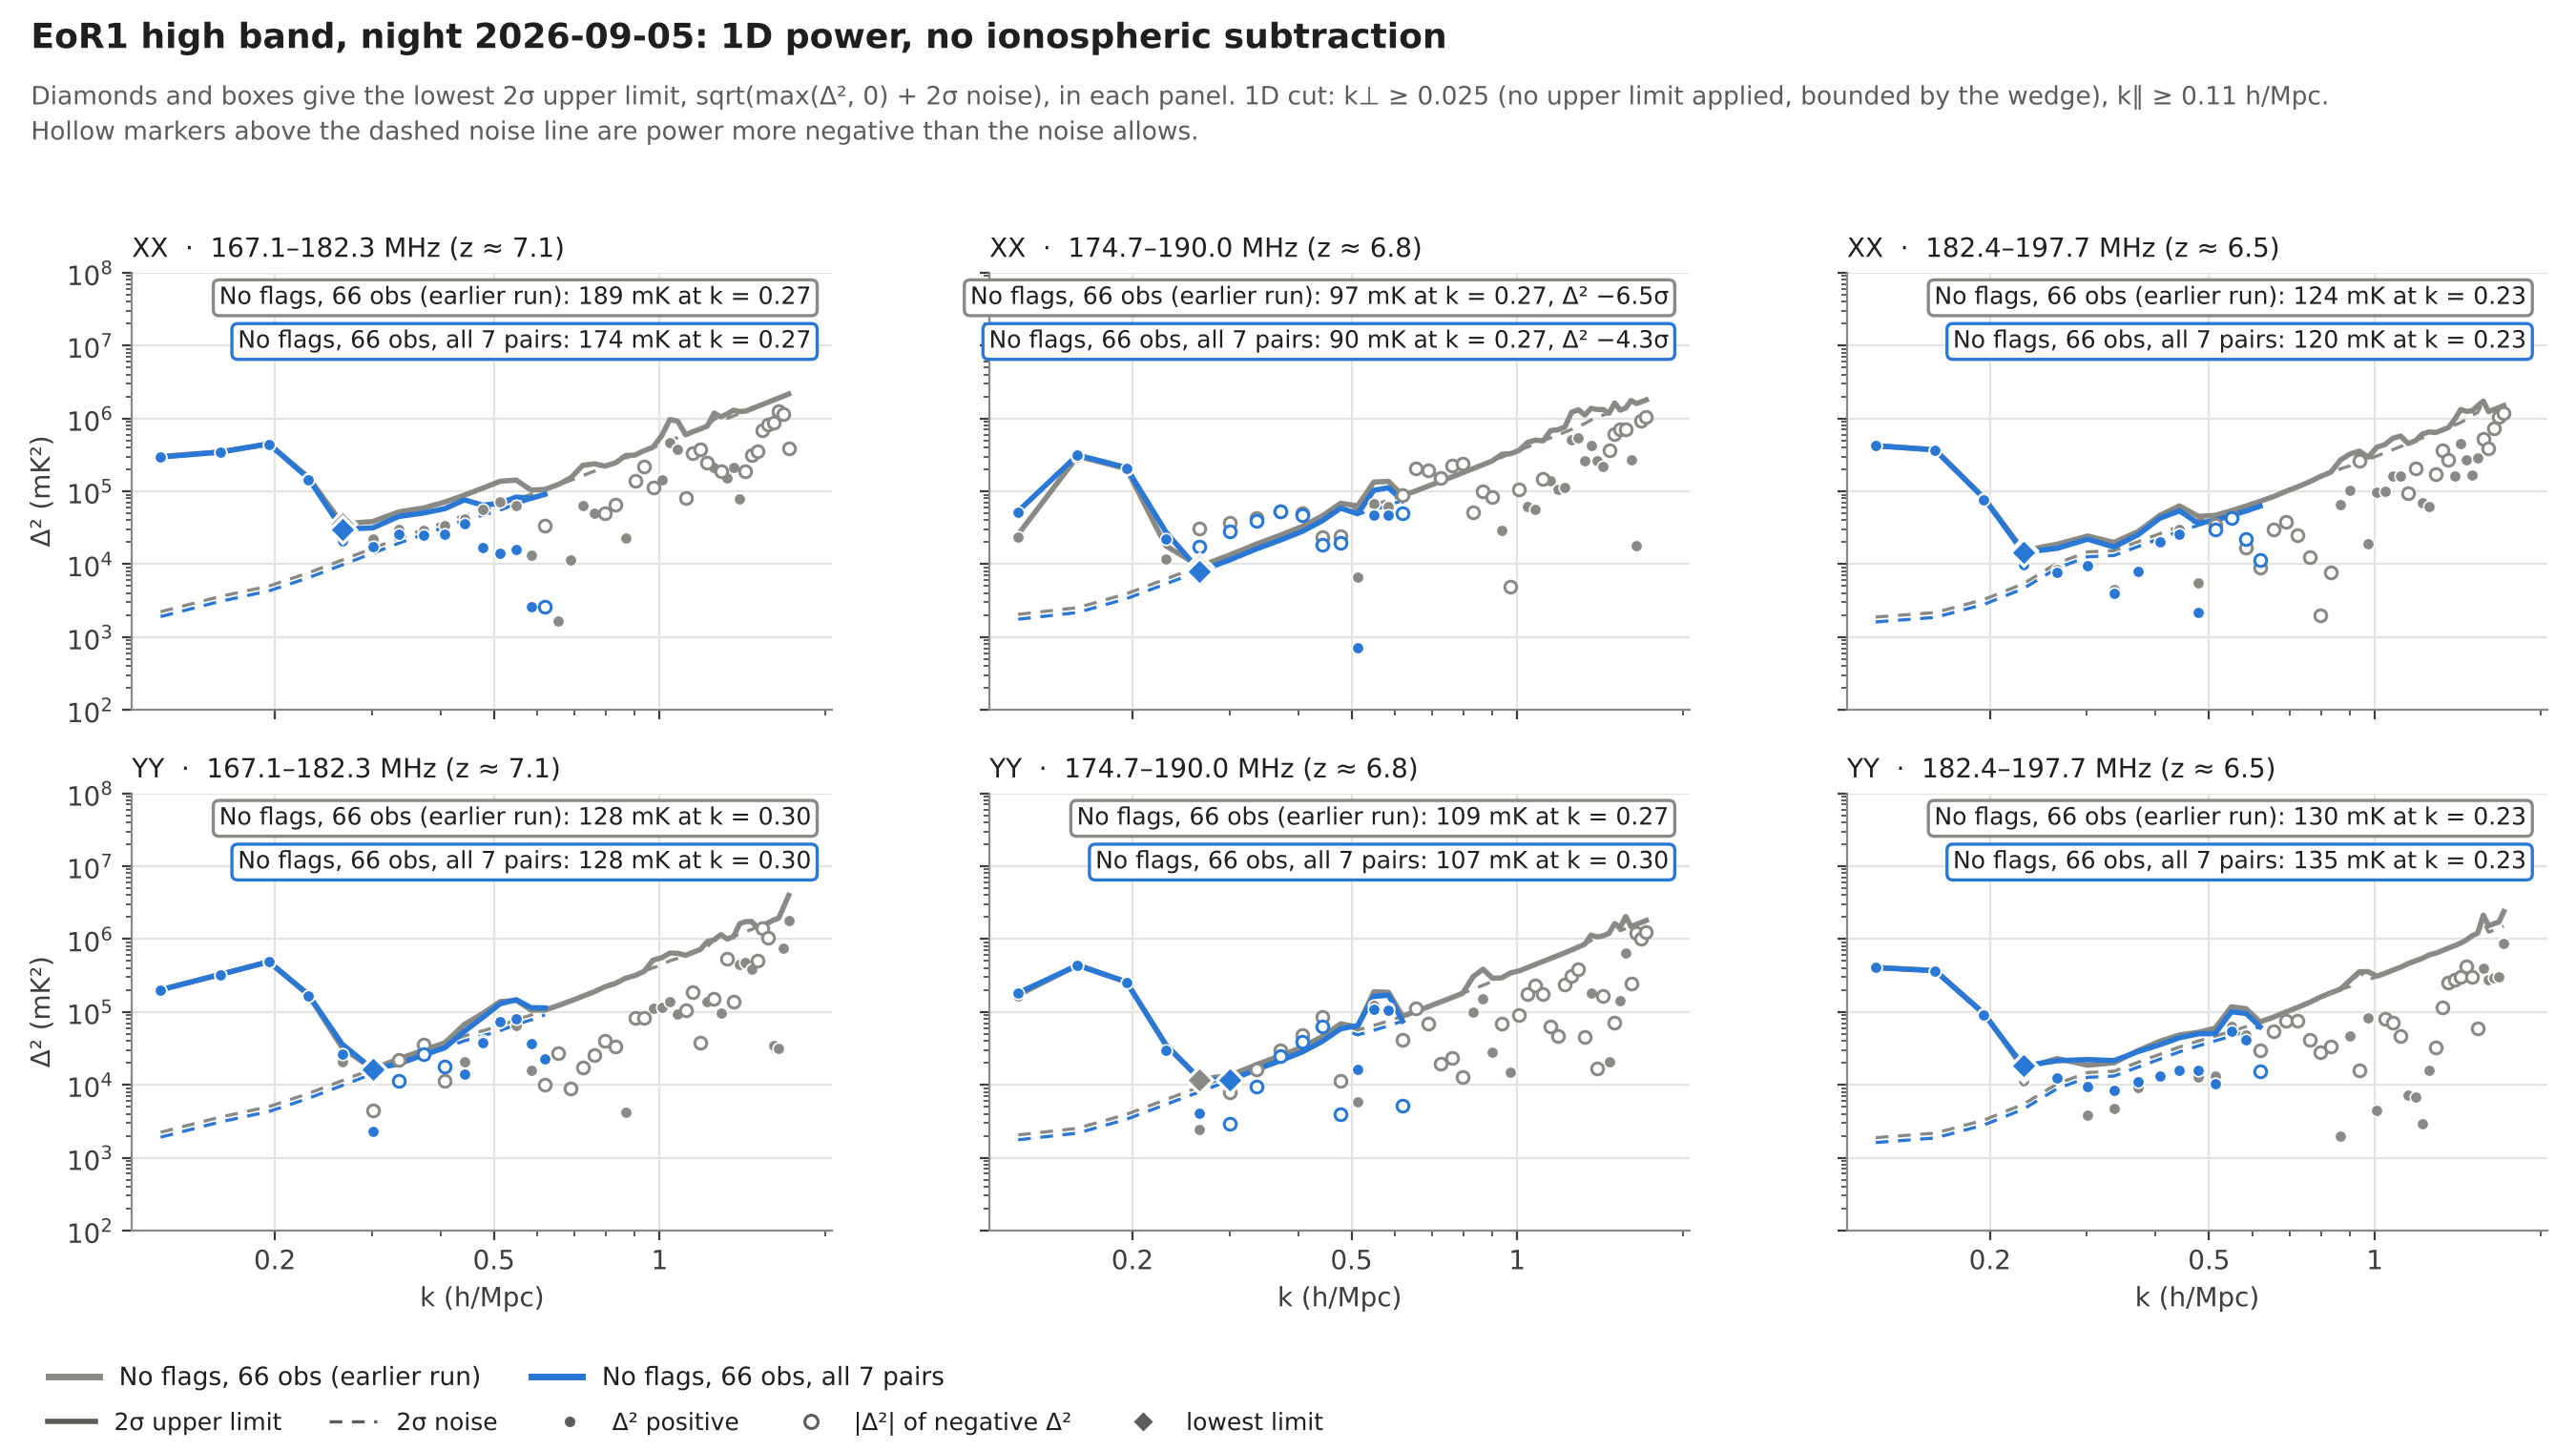 EoR1 high band, night 2026-09-05: 1D power, no ionospheric subtraction
Diamonds and boxes give the lowest 2σ upper limit, sqrt(max(Δ², 0) + 2σ noise), in each panel. 1D cut: k⊥ ≥ 0.025 (no upper limit applied, bounded by the wedge), k∥ ≥ 0.11 h/Mpc.
Hollow markers above the dashed noise line are power more negative than the noise allows.
XX · 167.1–182.3 MHz (z ≈ 7.1)
No flags, 66 obs (earlier run): 189 mK at k = 0.27
No flags, 66 obs, all 7 pairs: 174 mK at k = 0.27
10⁸
10⁷
10⁶
10⁵
10⁴
10³
10²
Δ² (mK²)
XX · 174.7–190.0 MHz (z ≈ 6.8)
No flags, 66 obs (earlier run): 97 mK at k = 0.27, Δ² −6.5σ
No flags, 66 obs, all 7 pairs: 90 mK at k = 0.27, Δ² −4.3σ
XX · 182.4–197.7 MHz (z ≈ 6.5)
No flags, 66 obs (earlier run): 124 mK at k = 0.23
No flags, 66 obs, all 7 pairs: 120 mK at k = 0.23
YY · 167.1–182.3 MHz (z ≈ 7.1)
No flags, 66 obs (earlier run): 128 mK at k = 0.30
No flags, 66 obs, all 7 pairs: 128 mK at k = 0.30
10⁸
10⁷
10⁶
10⁵
10⁴
10³
10²
Δ² (mK²)
0.2 0.5 1
k (h/Mpc)
YY · 174.7–190.0 MHz (z ≈ 6.8)
No flags, 66 obs (earlier run): 109 mK at k = 0.27
No flags, 66 obs, all 7 pairs: 107 mK at k = 0.30
0.2 0.5 1
k (h/Mpc)
YY · 182.4–197.7 MHz (z ≈ 6.5)
No flags, 66 obs (earlier run): 130 mK at k = 0.23
No flags, 66 obs, all 7 pairs: 135 mK at k = 0.23
0.2 0.5 1
k (h/Mpc)
No flags, 66 obs (earlier run) No flags, 66 obs, all 7 pairs
2σ upper limit 2σ noise Δ² positive |Δ²| of negative Δ² lowest limit